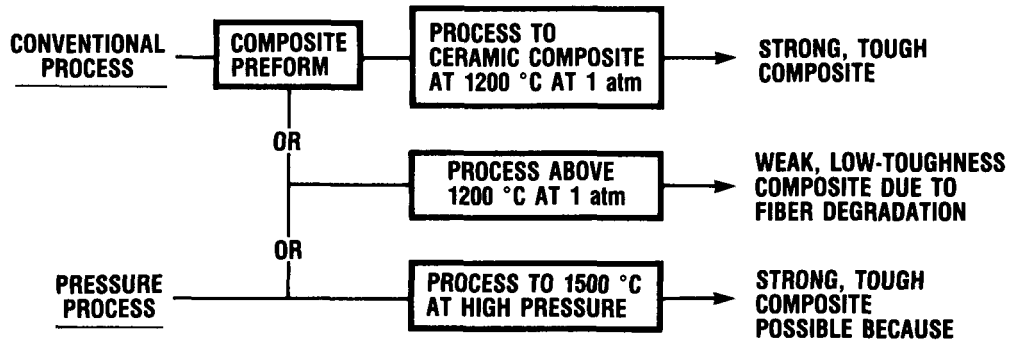 CONVENTIONAL
PROCESS
COMPOSITE
PREFORM
PROCESS TO
CERAMIC COMPOSITE
AT 1200 °C AT 1 atm
STRONG, TOUGH
COMPOSITE
OR
PROCESS ABOVE
1200 °C AT 1 atm
WEAK, LOW-TOUGHNESS
COMPOSITE DUE TO
FIBER DEGRADATION
OR
PRESSURE
PROCESS
PROCESS TO 1500 °C
AT HIGH PRESSURE
STRONG, TOUGH
COMPOSITE
POSSIBLE BECAUSE